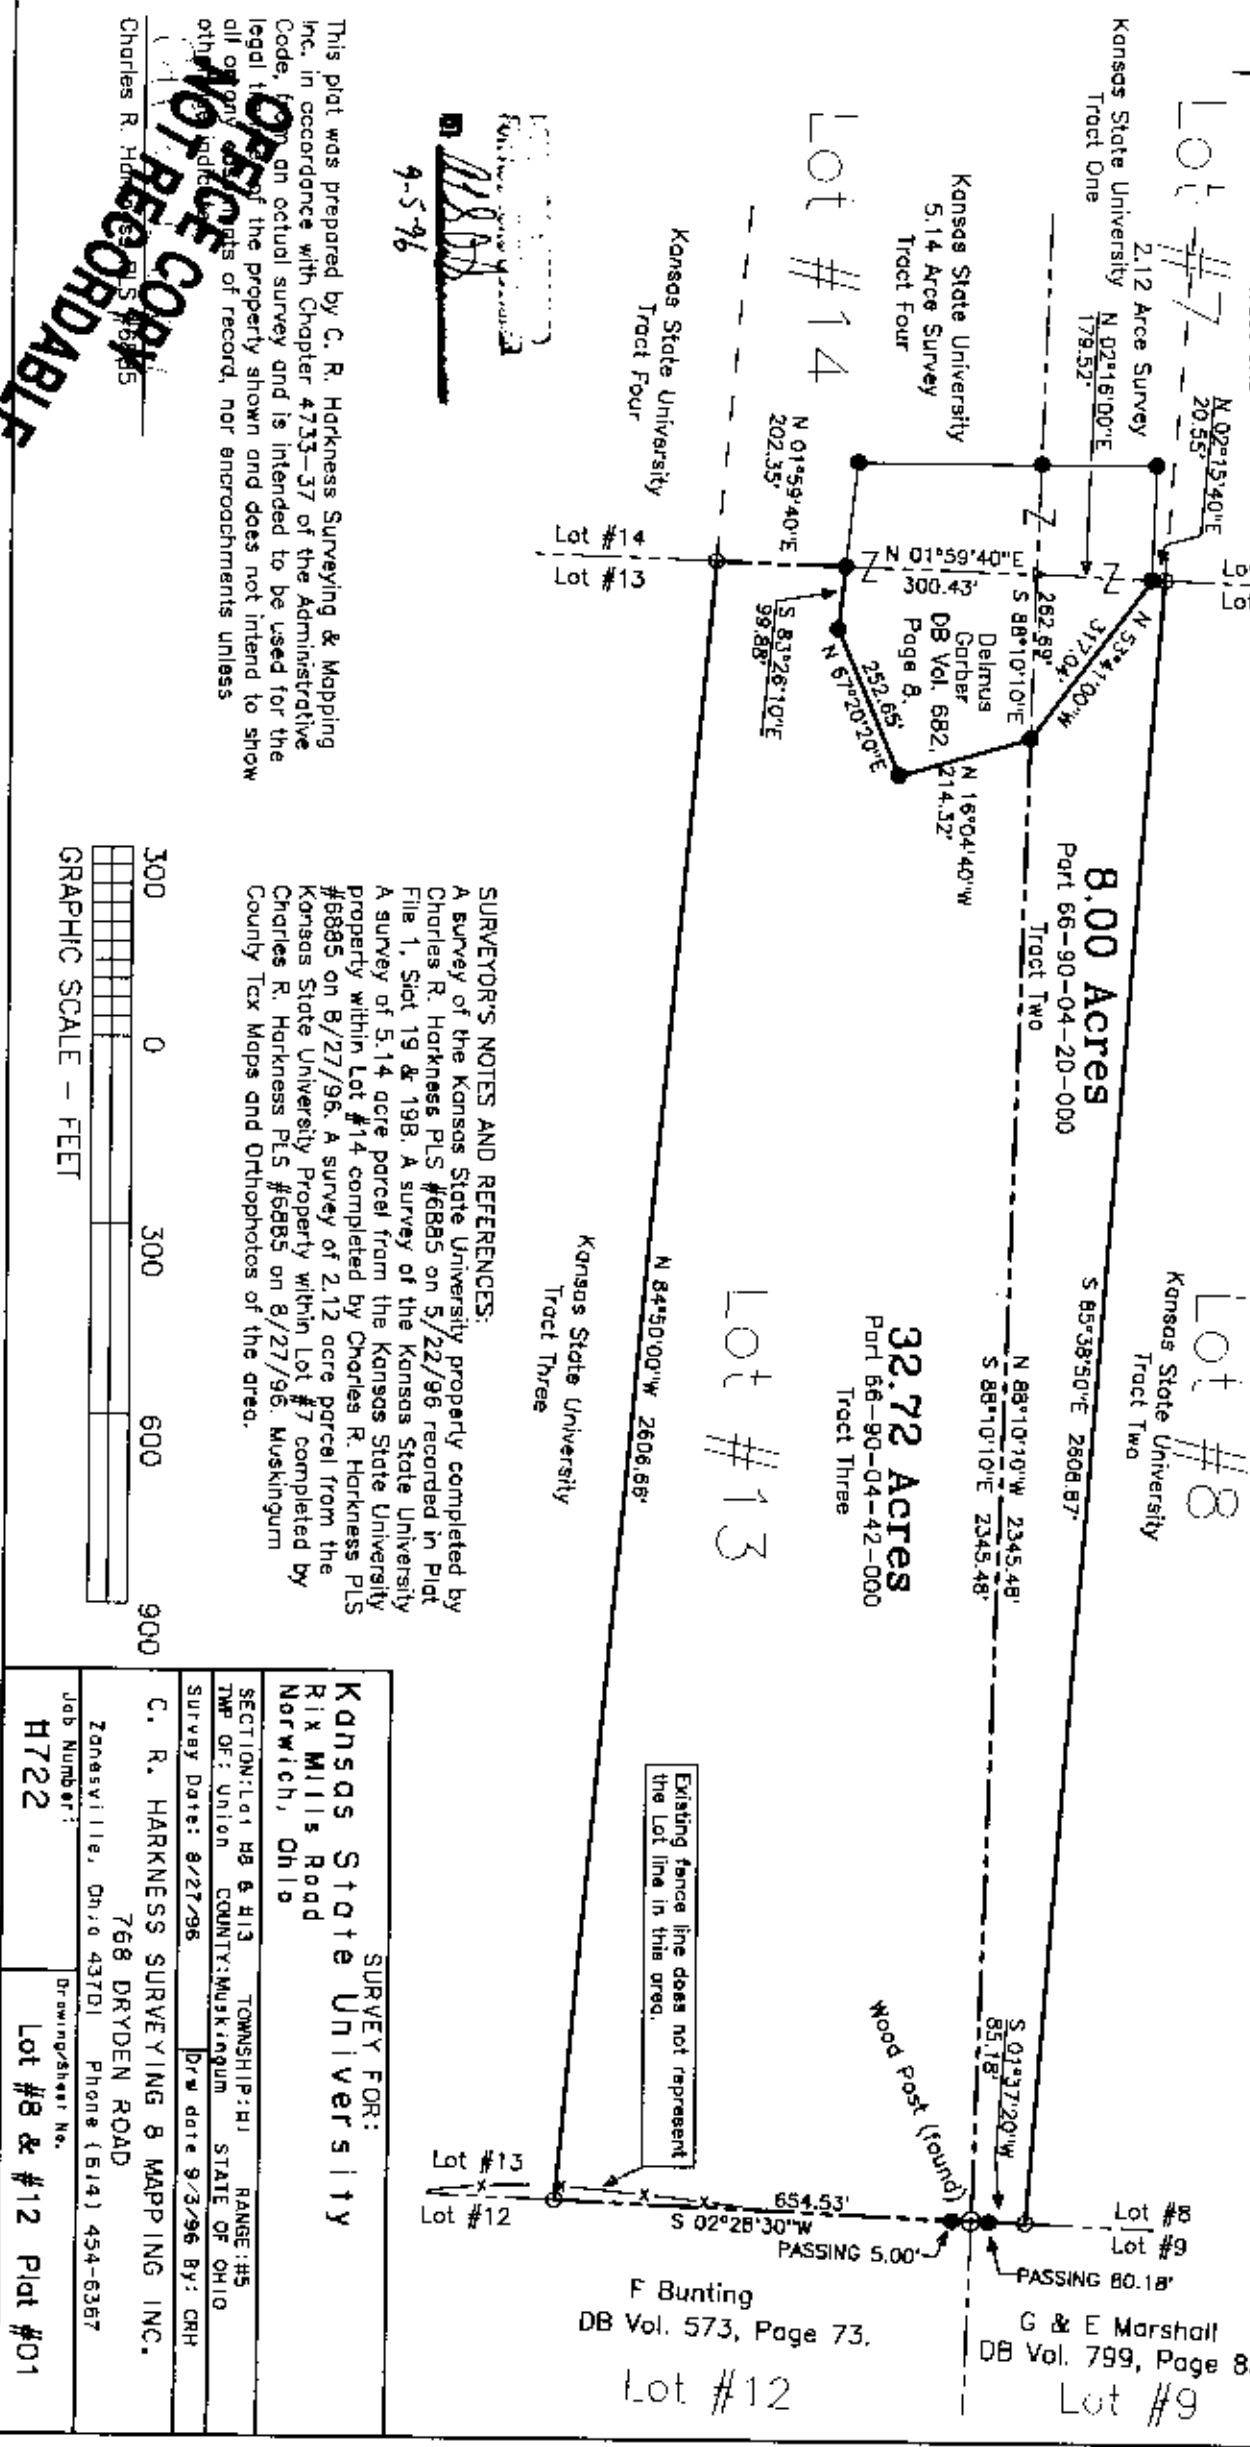 Lot #7
Kansas State University
Tract One
2.12 Arce Survey
N 02°16'00"E
179.52'
N 02°15'40"E
20.55'
Lot #14
Kansas State University
5.14 Arce Survey
Tract Four
Kansas State University
Tract Four
N 01°59'40"E
202.35'
Lot #14
Lot #13
N 01°59'40"E
300.43'
S 83°26'10"E
99.88'
Delmus
Garber
DB Vol. 682,
Page 8.
262.69'
S 88°10'10"E
N 53°41'00"W
317.04'
252.65'
N 67°20'20"E
N 16°04'40"W
214.32'
8.00 Acres
Part 66-90-04-20-000
Tract Two
Lot #8
Kansas State University
Tract Two
S 85°38'50"E 2608.87'
N 88°10'10"W 2345.48'
S 88°10'10"E 2345.48'
32.72 Acres
Part 66-90-04-42-000
Tract Three
Lot #13
N 84°50'00"W 2606.66'
Kansas State University
Tract Three
Existing fence line does not represent
the Lot line in this area.
Wood Post (found)
S 01°37'20"W
85.18'
Lot #13
Lot #12
654.53'
S 02°28'30"W
PASSING 5.00'
Lot #8
Lot #9
PASSING 80.18'
F Bunting
DB Vol. 573, Page 73.
Lot #12
G & E Marshall
DB Vol. 799, Page 8
Lot #9
9-5-96
This plat was prepared by C. R. Harkness Surveying & Mapping
Inc. in accordance with Chapter 4733-37 of the Administrative
Code, an actual survey and is intended to be used for the
legal of the property shown and does not intend to show
all of record, nor encroachments unless
Charles R.
OFFICE COPY
NOT RECORDABLE
SURVEYOR'S NOTES AND REFERENCES:
A survey of the Kansas State University property completed by
Charles R. Harkness PLS #6885 on 5/22/96 recorded in Plat
File 1, Slot 19 & 19B. A survey of the Kansas State University
A survey of 5.14 acre parcel from the Kansas State University
property within Lot #14 completed by Charles R. Harkness PLS
#6885 on 8/27/96. A survey of 2.12 acre parcel from the
Kansas State University Property within Lot #7 completed by
Charles R. Harkness PLS #6885 on 8/27/96. Muskingum
County Tax Maps and Orthophotos of the area.
300 0 300 600 900
GRAPHIC SCALE - FEET
SURVEY FOR:
Kansas State University
Rix Mills Road
Norwich, Ohio
SECTION:Lot #8 & #13 TOWNSHIP:#1 RANGE:#5
TWP OF: Union COUNTY:Muskingum STATE OF OHIO
Survey Date: 8/27/96 Drw date 9/3/96 By: CRH
C. R. HARKNESS SURVEYING & MAPPING INC.
768 DRYDEN ROAD
Zanesville, Ohio 43701 Phone (614) 454-6367
Job Number:
H722
Drawing/Sheet No.
Lot #8 & #12 Plat #01